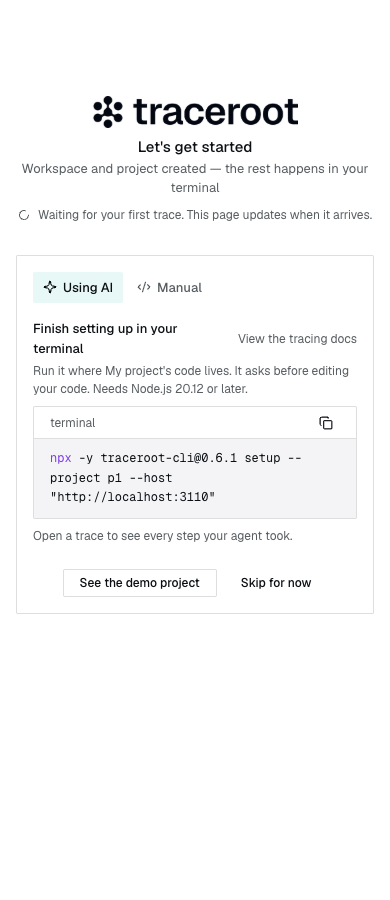 traceroot
Let's get started
Workspace and project created — the rest happens in your
terminal
Waiting for your first trace. This page updates when it arrives.
Using AI
Manual
Finish setting up in your
terminal
View the tracing docs
Run it where My project's code lives. It asks before editing
your code. Needs Node.js 20.12 or later.
terminal
npx -y traceroot-cli@0.6.1 setup --
project p1 --host
"http://localhost:3110"
Open a trace to see every step your agent took.
See the demo project
Skip for now